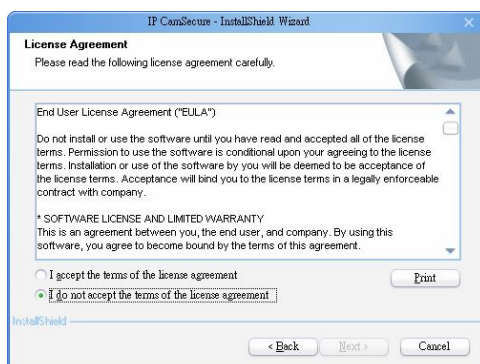 IP CamSecure - InstallShield Wizard
License Agreement
Please read the following license agreement carefully.
End User License Agreement ("EULA")
Do not install or use the software until you have read and accepted all of the license
terms. Permission to use the software is conditional upon your agreeing to the license
terms. Installation or use of the software by you will be deemed to be acceptance of
the license terms. Acceptance will bind you to the license terms in a legally enforceable
contract with company.
* SOFTWARE LICENSE AND LIMITED WARRANTY
This is an agreement between you, the end user, and company. By using this
software, you agree to become bound by the terms of this agreement.
I accept the terms of the license agreement
Print
I do not accept the terms of the license agreement
InstallShield
< Back
Next >
Cancel